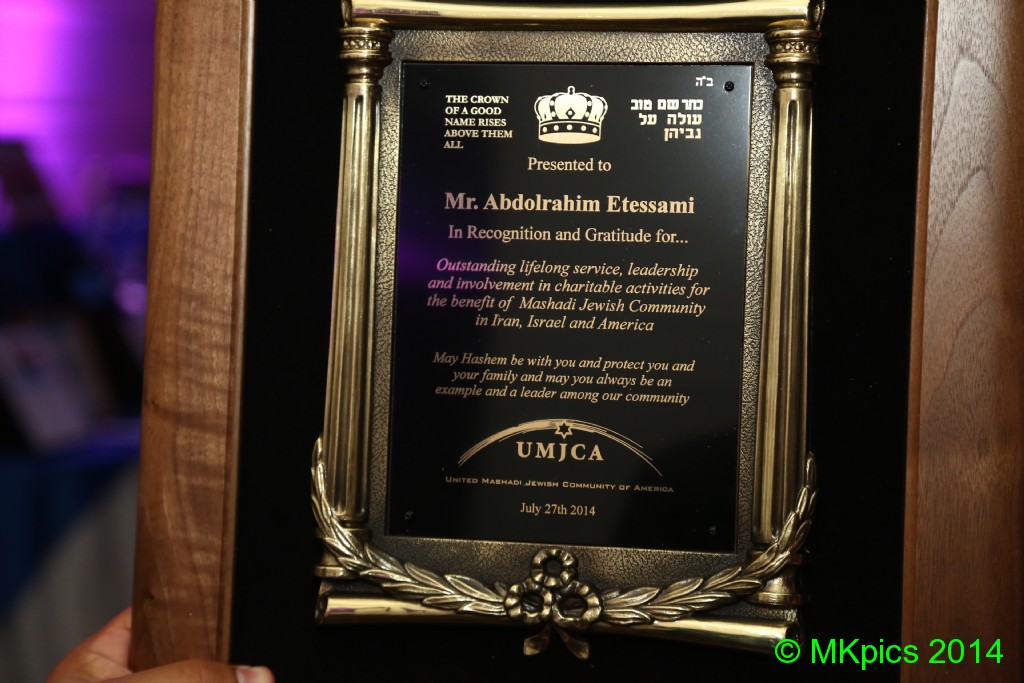 ב"ה
THE CROWN
OF A GOOD
NAME RISES
ABOVE THEM
ALL
כתר שם טוב
עולה על
גביהן
Presented to
Mr. Abdolrahim Etessami
In Recognition and Gratitude for...
Outstanding lifelong service, leadership
and involvement in charitable activities for
the benefit of Mashadi Jewish Community
in Iran, Israel and America
May Hashem be with you and protect you and
your family and may you always be an
example and a leader among our community
UMJCA
UNITED MASHADI JEWISH COMMUNITY OF AMERICA
July 27th 2014
© MKpics 2014